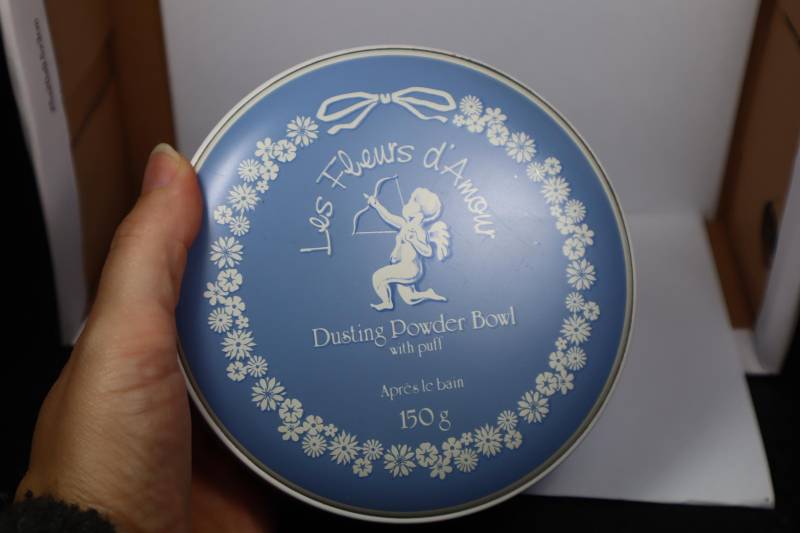 Les Fleurs d'Amour
Dusting Powder Bowl
with puff
Après le bain
150 g